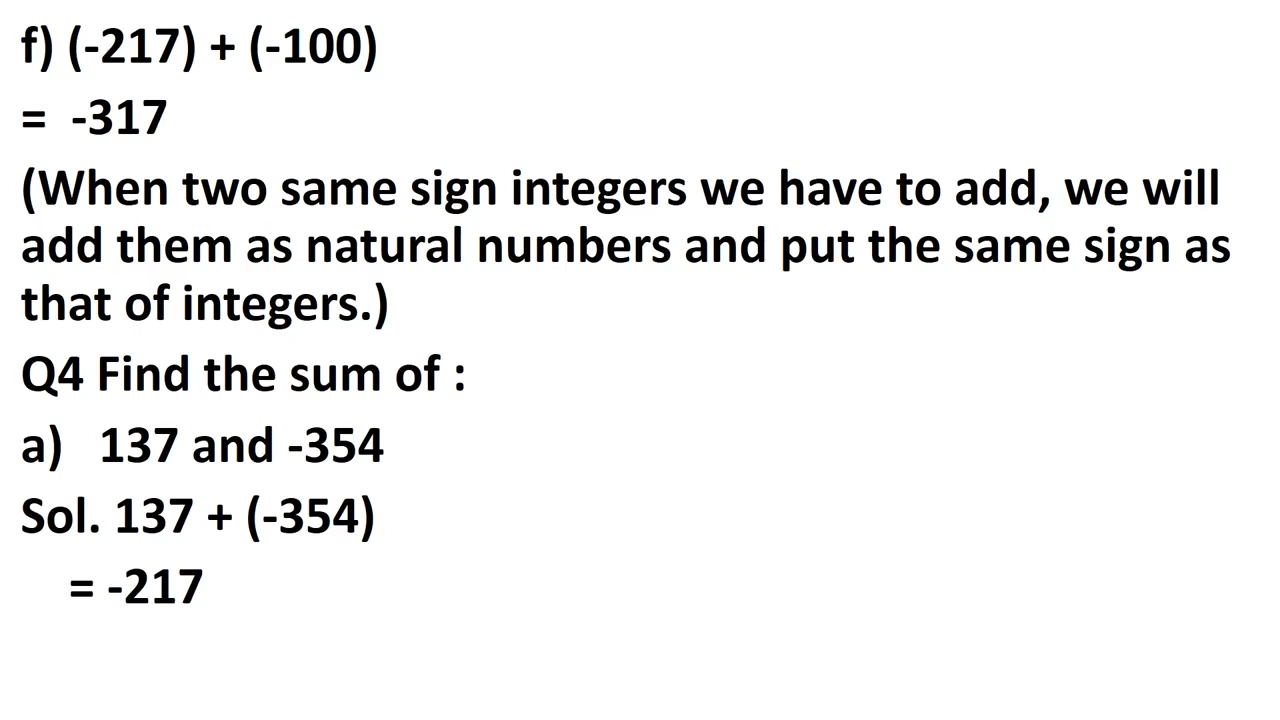 f) (-217) + (-100)
= -317
(When two same sign integers we have to add, we will
add them as natural numbers and put the same sign as
that of integers.)
Q4 Find the sum of :
a) 137 and -354
Sol. 137 + (-354)
= -217